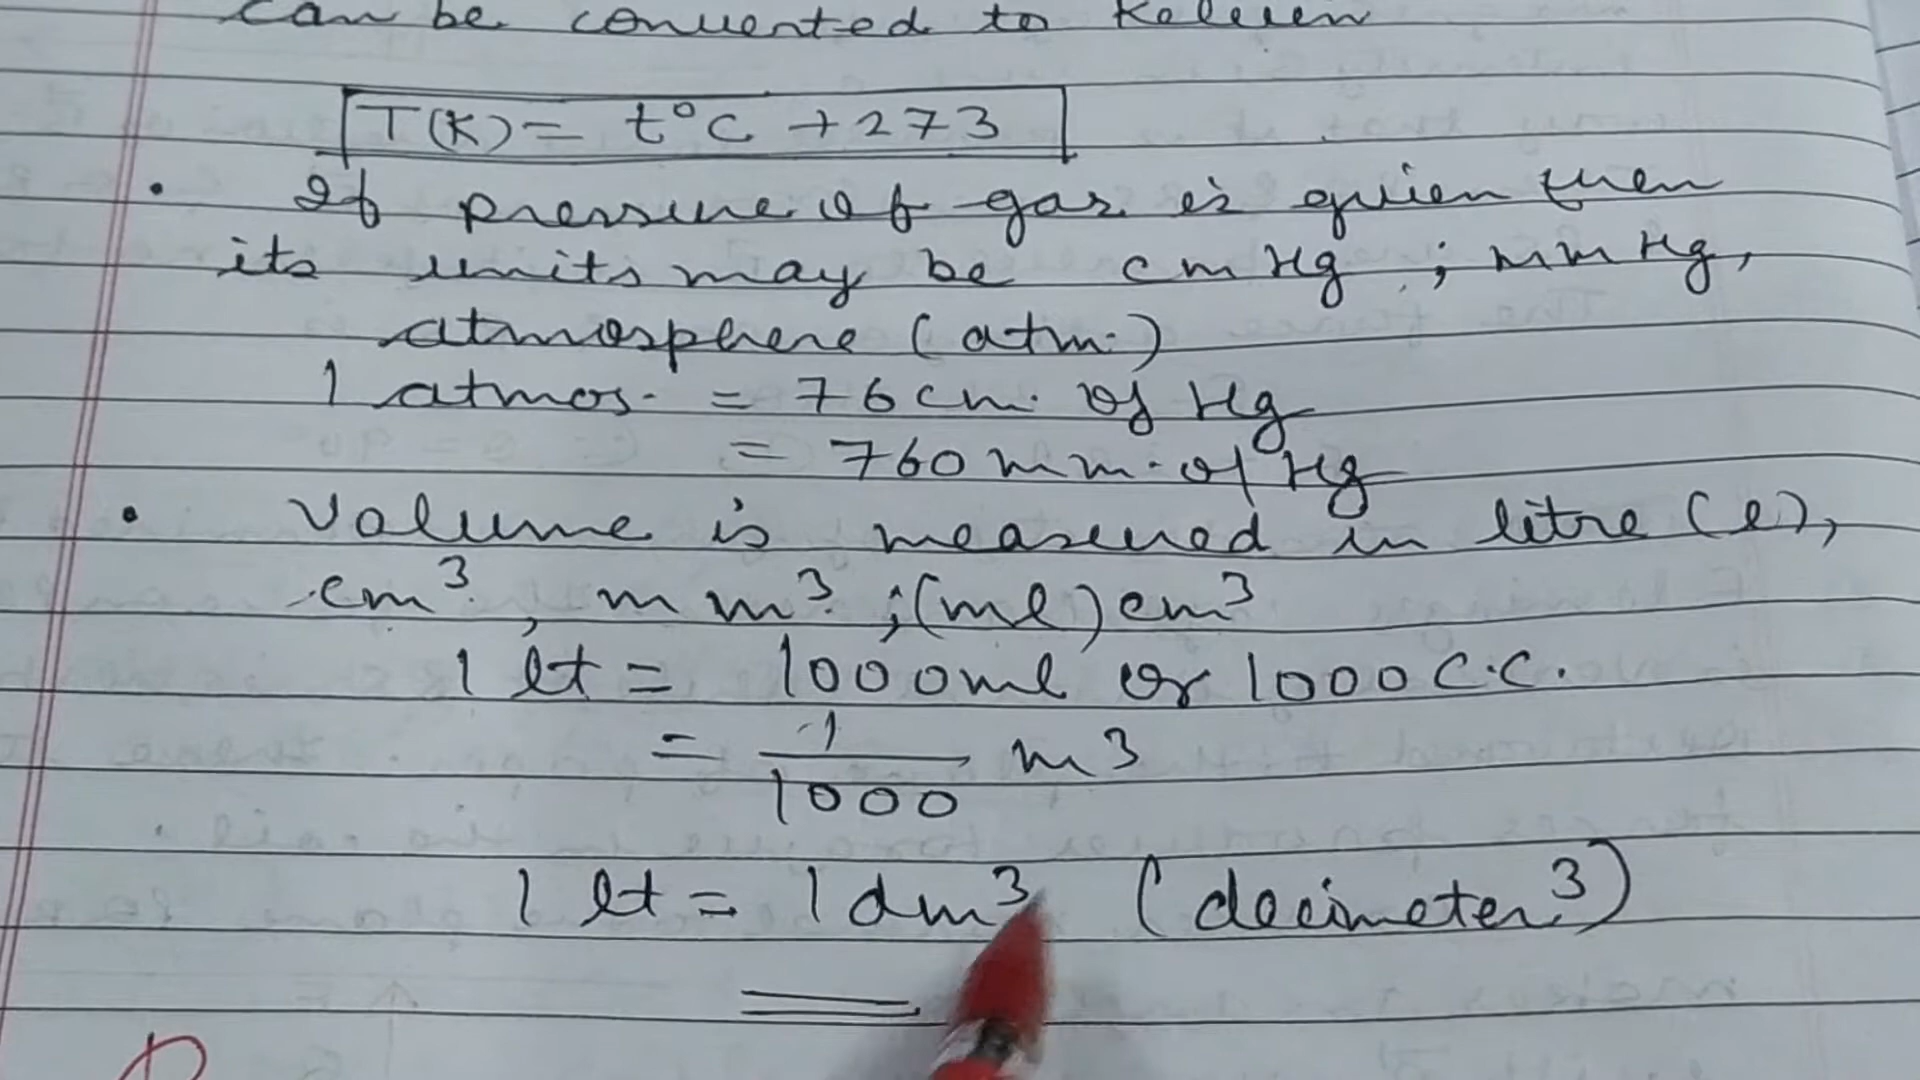 can be converted to Kelvin
T(K) = t°C + 273
• If pressure of gas is given then
its units may be cm Hg ; mm Hg,
atmosphere (atm.)
1 atmos. = 76 cm. of Hg
= 760 mm. of Hg
• Volume is measured in litre (l),
cm³, mm³ ; (ml) cm³
1 lt = 1000 ml or 1000 C.C.
= 1/1000 m³
1 lt = 1 dm³ (decimeter³)